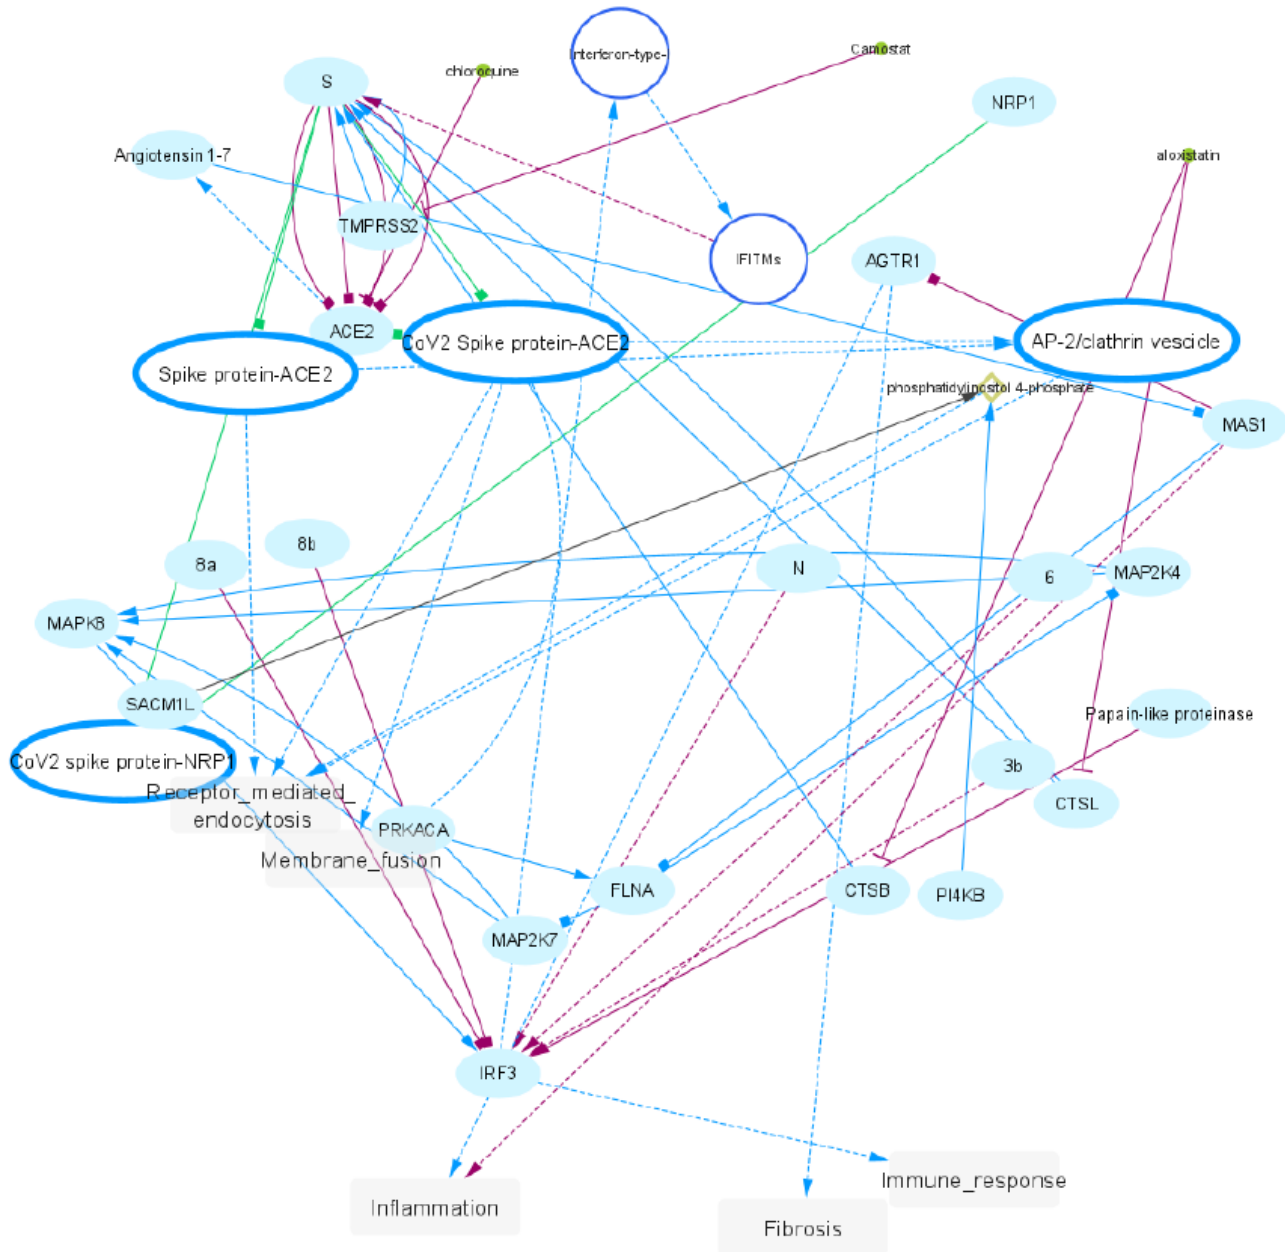 Interferon-type-
Camostat
chloroquine
S
NRP1
Angiotensin 1-7
aloxistatin
TMPRSS2
IFITMs
AGTR1
ACE2
CoV2 Spike protein-ACE2
AP-2/clathrin vescicle
Spike protein-ACE2
phosphatidylinositol 4-phosphate
MAS1
8b
8a
N
6
MAP2K4
MAPK8
SACM1L
Papain-like proteinase
CoV2 spike protein-NRP1
3b
Receptor_mediated_
endocytosis
CTSL
PRKACA
Membrane_fusion
FLNA
CTSB
PI4KB
MAP2K7
IRF3
Immune_response
Inflammation
Fibrosis